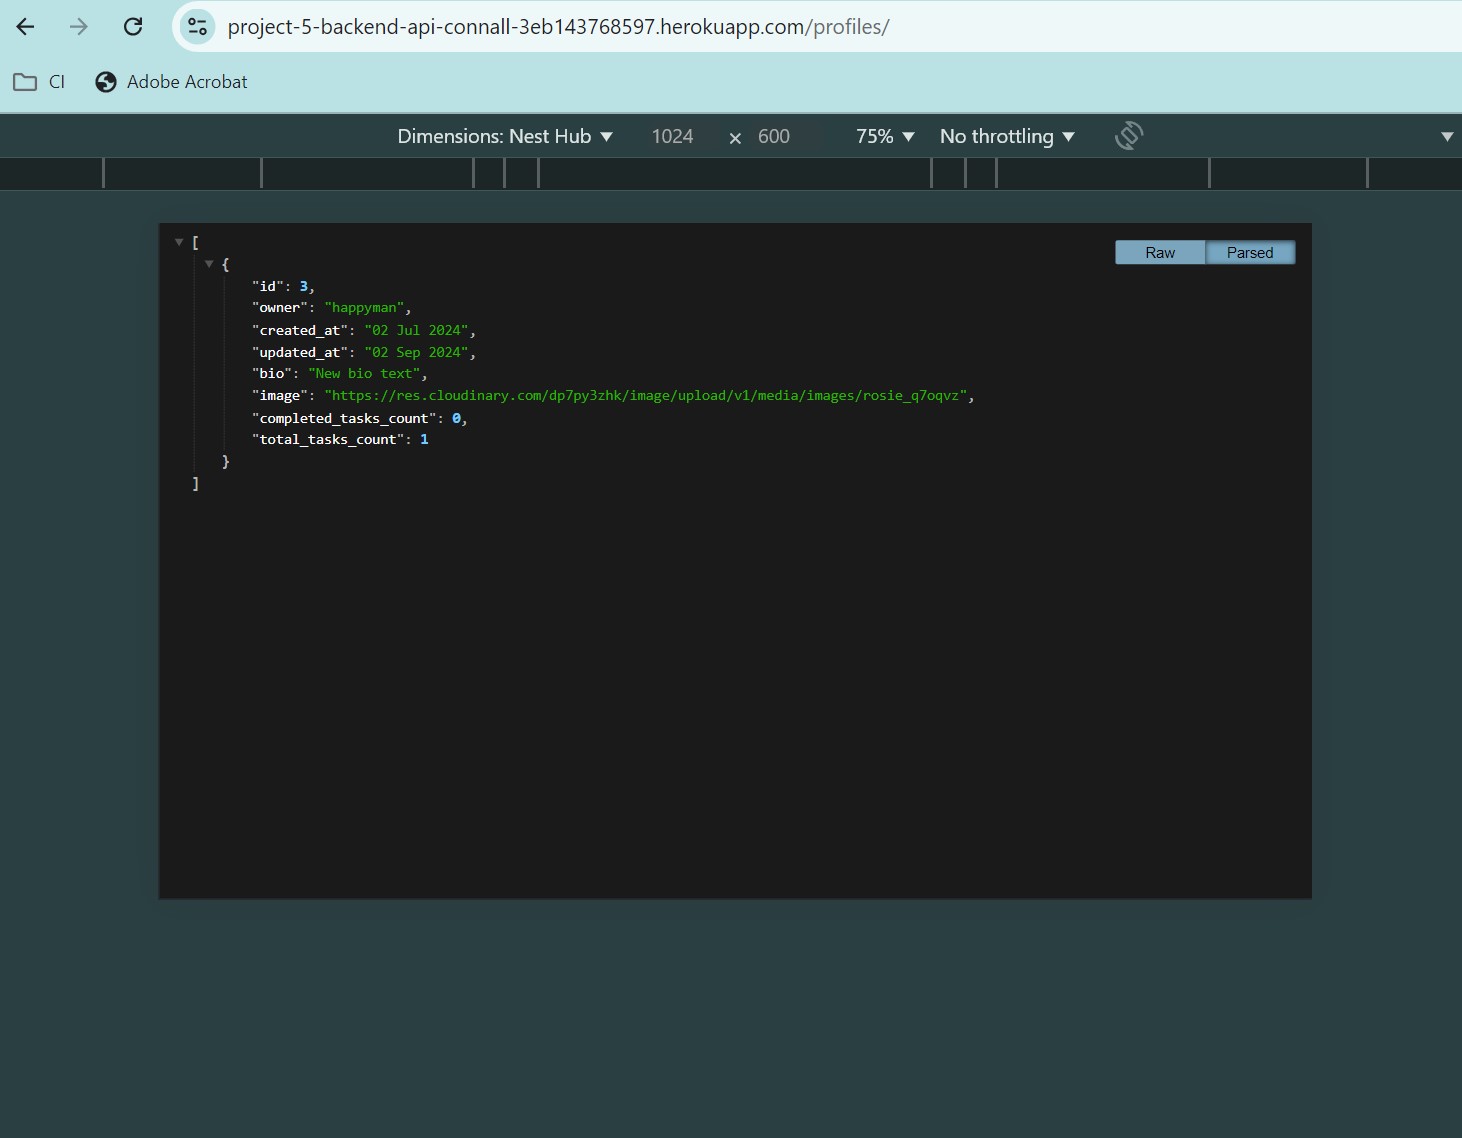 project-5-backend-api-connall-3eb143768597.herokuapp.com/profiles/
CI Adobe Acrobat
Dimensions: Nest Hub ▼ 1024 × 600 75% ▼ No throttling ▼
Raw Parsed
[
{
"id": 3,
"owner": "happyman",
"created_at": "02 Jul 2024",
"updated_at": "02 Sep 2024",
"bio": "New bio text",
"image": "https://res.cloudinary.com/dp7py3zhk/image/upload/v1/media/images/rosie_q7oqvz",
"completed_tasks_count": 0,
"total_tasks_count": 1
}
]